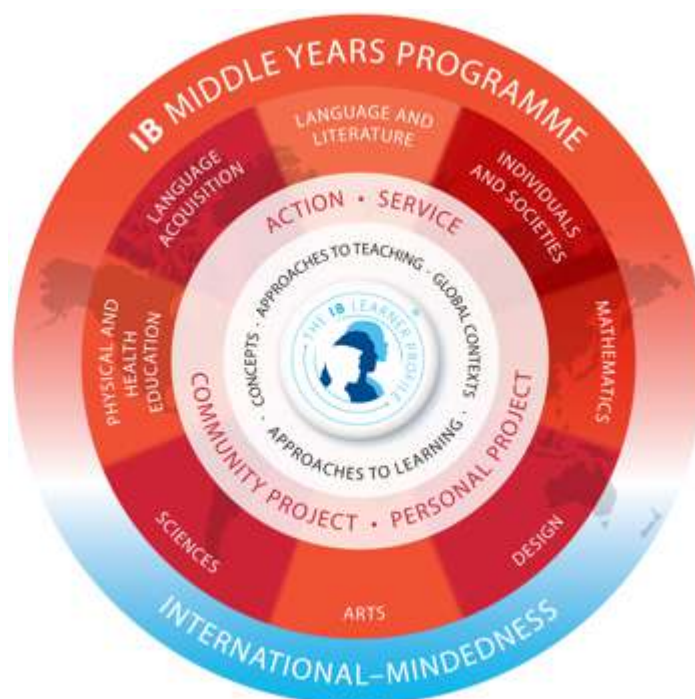 IB MIDDLE YEARS PROGRAMME
LANGUAGE AND
LITERATURE
INDIVIDUALS
AND SOCIETIES
MATHEMATICS
DESIGN
ARTS
SCIENCES
PHYSICAL AND
HEALTH
EDUCATION
LANGUAGE
ACQUISITION
ACTION • SERVICE
COMMUNITY PROJECT • PERSONAL PROJECT
APPROACHES TO TEACHING - GLOBAL CONTEXTS
· CONCEPTS ·
APPROACHES TO LEARNING ·
THE IB LEARNER PROFILE
®
INTERNATIONAL–MINDEDNESS